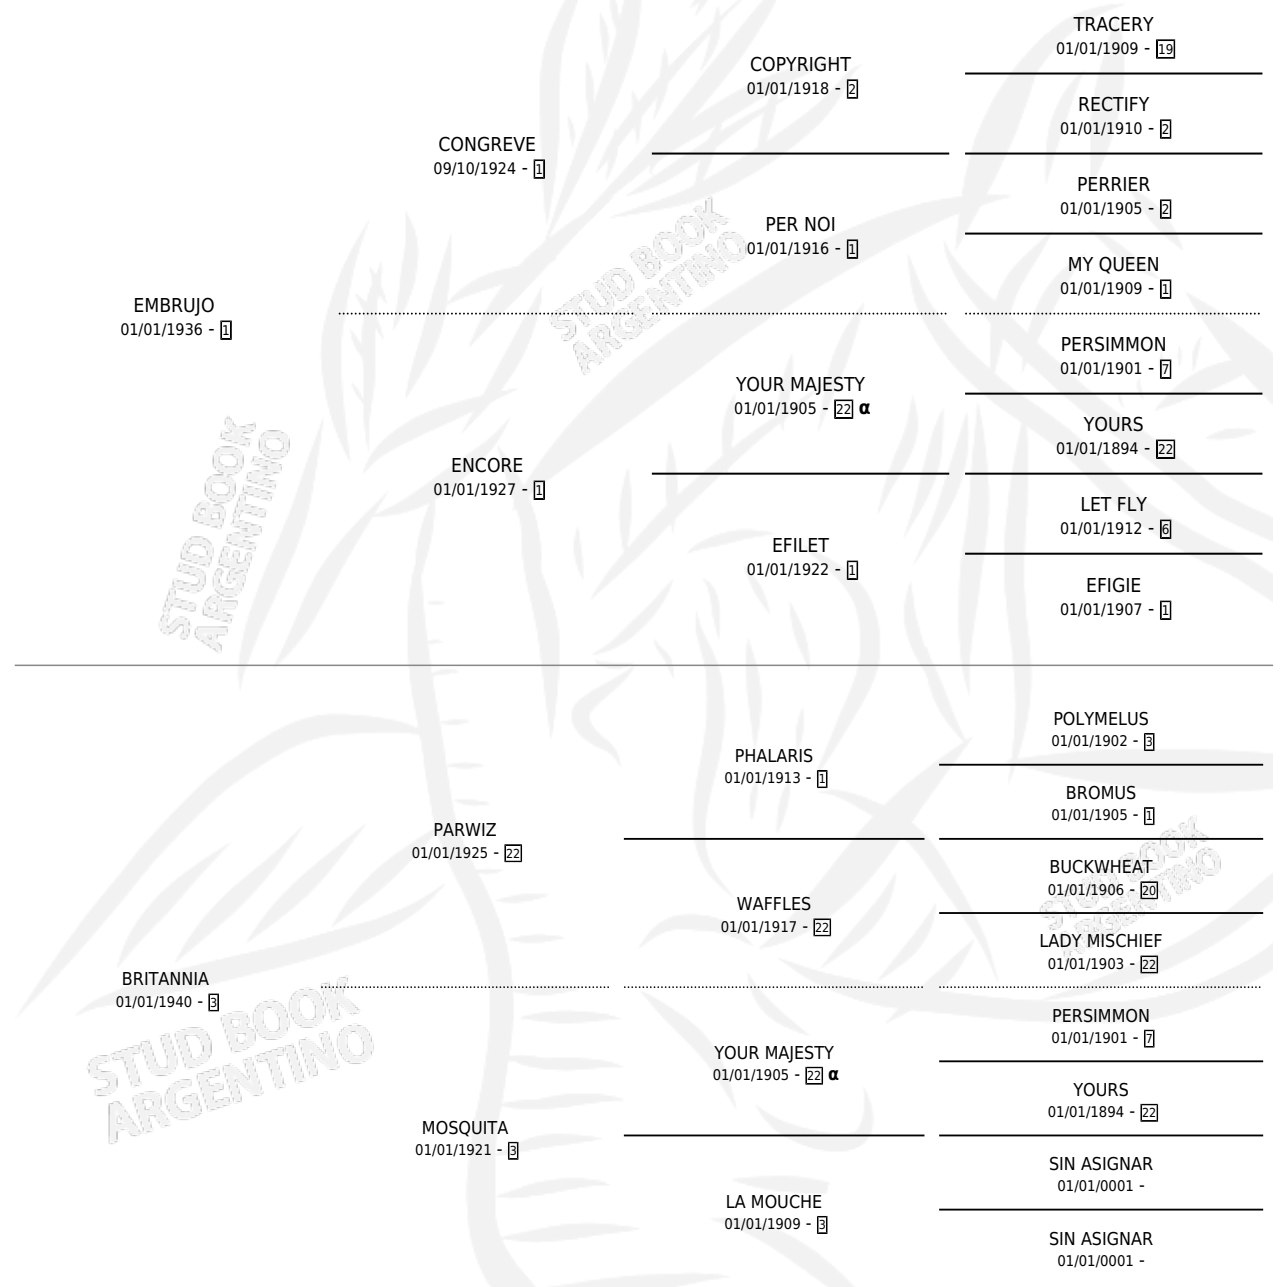 TRACERY
01/01/1909 - 19
COPYRIGHT
01/01/1918 - 2
RECTIFY
01/01/1910 - 2
CONGREVE
09/10/1924 - 1
PERRIER
01/01/1905 - 2
PER NOI
01/01/1916 - 1
MY QUEEN
01/01/1909 - 1
EMBRUJO
01/01/1936 - 1
PERSIMMON
01/01/1901 - 7
YOUR MAJESTY
01/01/1905 - 22 α
YOURS
01/01/1894 - 22
ENCORE
01/01/1927 - 1
LET FLY
01/01/1912 - 6
EFILET
01/01/1922 - 1
EFIGIE
01/01/1907 - 1
POLYMELUS
01/01/1902 - 3
PHALARIS
01/01/1913 - 1
BROMUS
01/01/1905 - 1
PARWIZ
01/01/1925 - 22
BUCKWHEAT
01/01/1906 - 20
WAFFLES
01/01/1917 - 22
LADY MISCHIEF
01/01/1903 - 22
BRITANNIA
01/01/1940 - 3
PERSIMMON
01/01/1901 - 7
YOUR MAJESTY
01/01/1905 - 22 α
YOURS
01/01/1894 - 22
MOSQUITA
01/01/1921 - 3
SIN ASIGNAR
01/01/0001 -
LA MOUCHE
01/01/1909 - 3
SIN ASIGNAR
01/01/0001 -
STUD BOOK
ARGENTINO
STUD BOOK
ARGENTINO
STUD BOOK
ARGENTINO
STUD BOOK
ARGENTINO